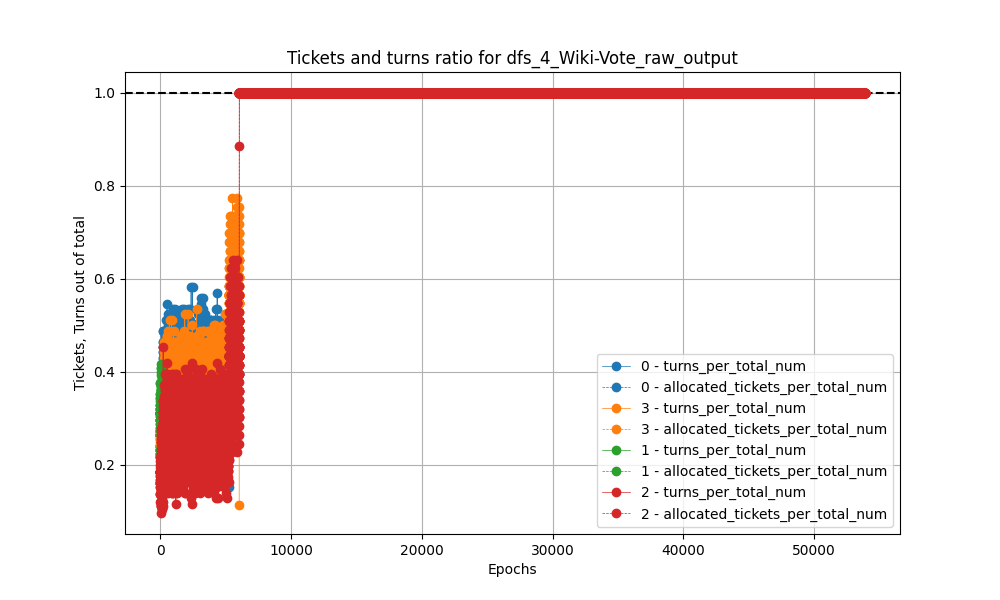 Tickets and turns ratio for dfs_4_Wiki-Vote_raw_output
Tickets, Turns out of total
1.0
0.8
0.6
0.4
0.2
0 - turns_per_total_num
0 - allocated_tickets_per_total_num
3 - turns_per_total_num
3 - allocated_tickets_per_total_num
1 - turns_per_total_num
1 - allocated_tickets_per_total_num
2 - turns_per_total_num
2 - allocated_tickets_per_total_num
0 10000 20000 30000 40000 50000
Epochs